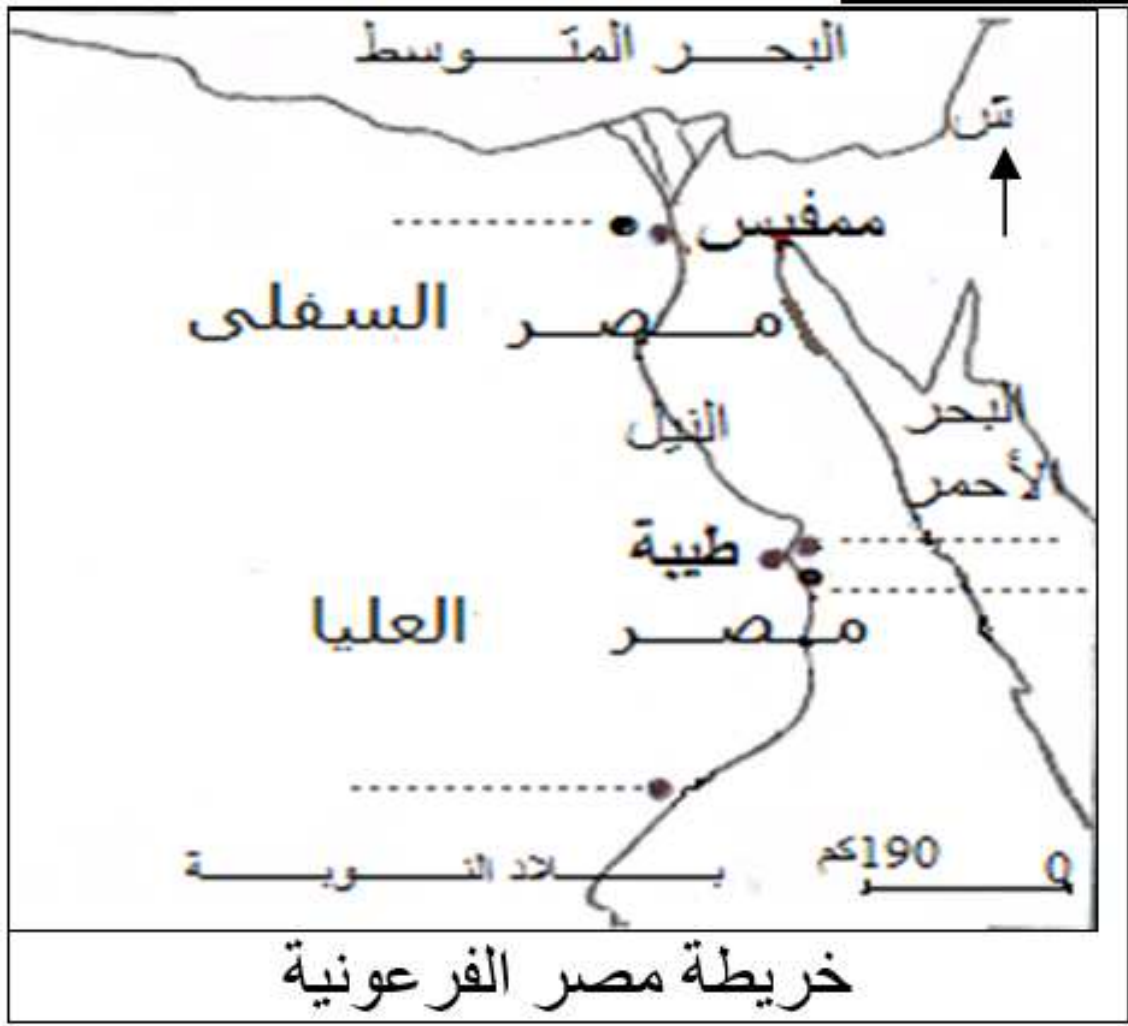 البحر المتوسط
ش
ممفيس
مصر السفلى
النيل
البحر
الأحمر
طيبة
مصر العليا
190كم 0
بلاد النوبة
خريطة مصر الفرعونية